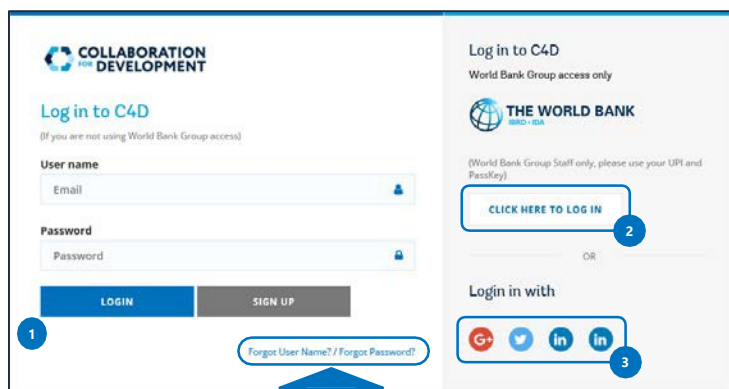 COLLABORATION
FOR DEVELOPMENT
Log in to C4D
(If you are not using World Bank Group access)
User name
Email
Password
Password
LOGIN
SIGN UP
1
Forgot User Name? / Forgot Password?
Log in to C4D
World Bank Group access only
THE WORLD BANK
IBRD • IDA
(World Bank Group Staff only, please use your UPI and
PassKey)
CLICK HERE TO LOG IN
2
OR
Login in with
G+
in
in
3